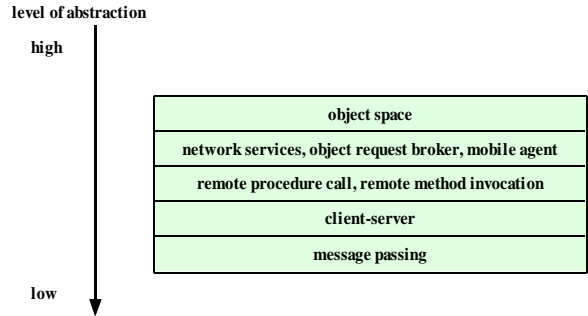 level of abstraction
high
object space
network services, object request broker, mobile agent
remote procedure call, remote method invocation
client-server
message passing
low